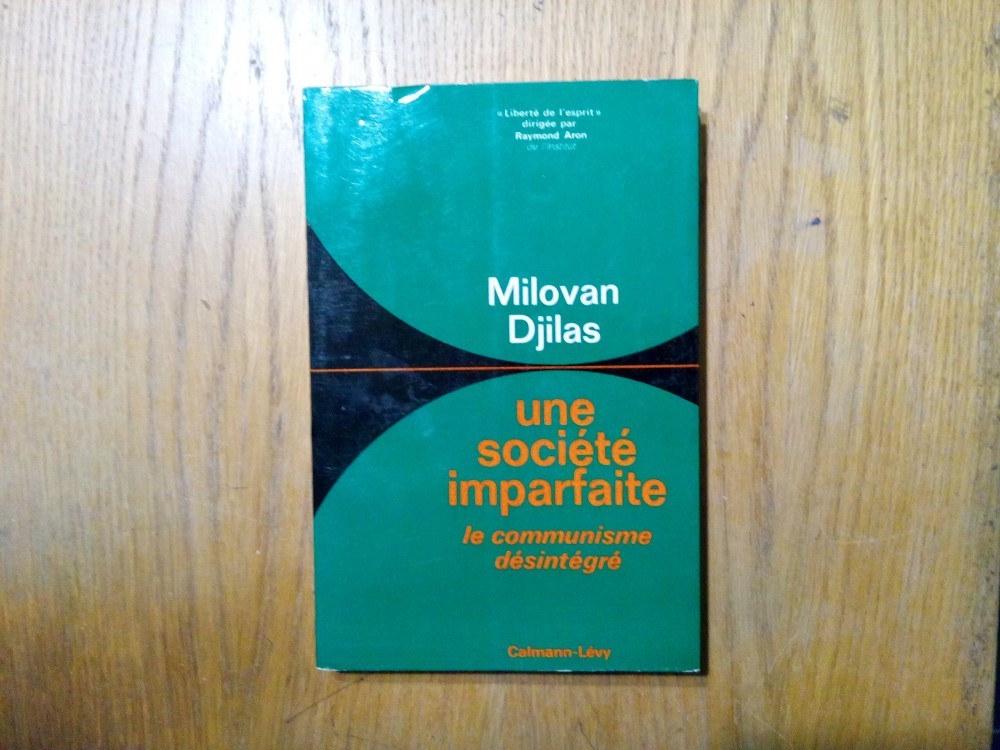 « Liberté de l'esprit »
dirigée par
Raymond Aron
de l'Institut
Milovan
Djilas
une
société
imparfaite
le communisme
désintégré
Calmann-Lévy